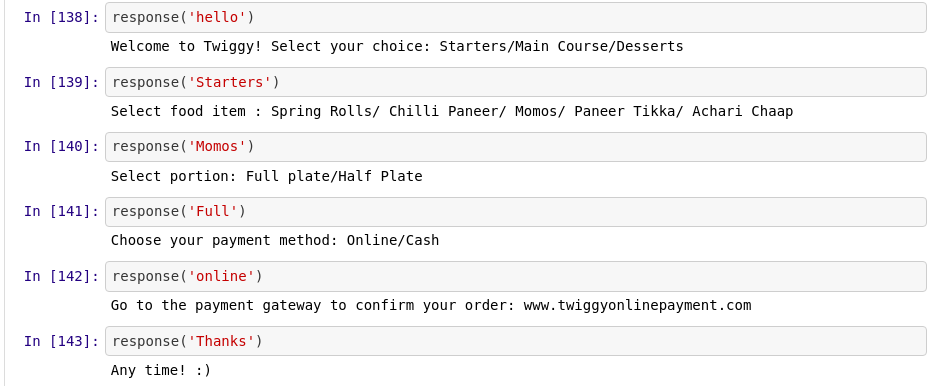 In [138]: response('hello')
Welcome to Twiggy! Select your choice: Starters/Main Course/Desserts
In [139]: response('Starters')
Select food item : Spring Rolls/ Chilli Paneer/ Momos/ Paneer Tikka/ Achari Chaap
In [140]: response('Momos')
Select portion: Full plate/Half Plate
In [141]: response('Full')
Choose your payment method: Online/Cash
In [142]: response('online')
Go to the payment gateway to confirm your order: www.twiggyonlinepayment.com
In [143]: response('Thanks')
Any time! :)